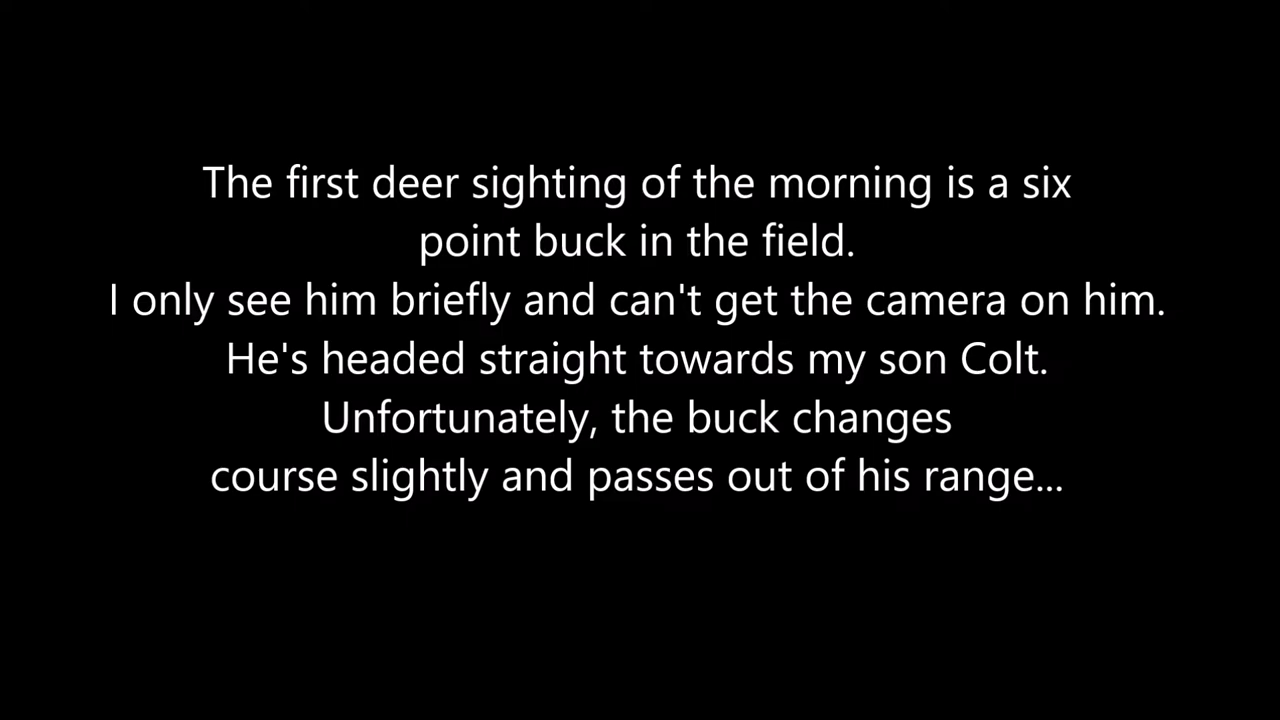 The first deer sighting of the morning is a six
point buck in the field.
I only see him briefly and can't get the camera on him.
He's headed straight towards my son Colt.
Unfortunately, the buck changes
course slightly and passes out of his range...